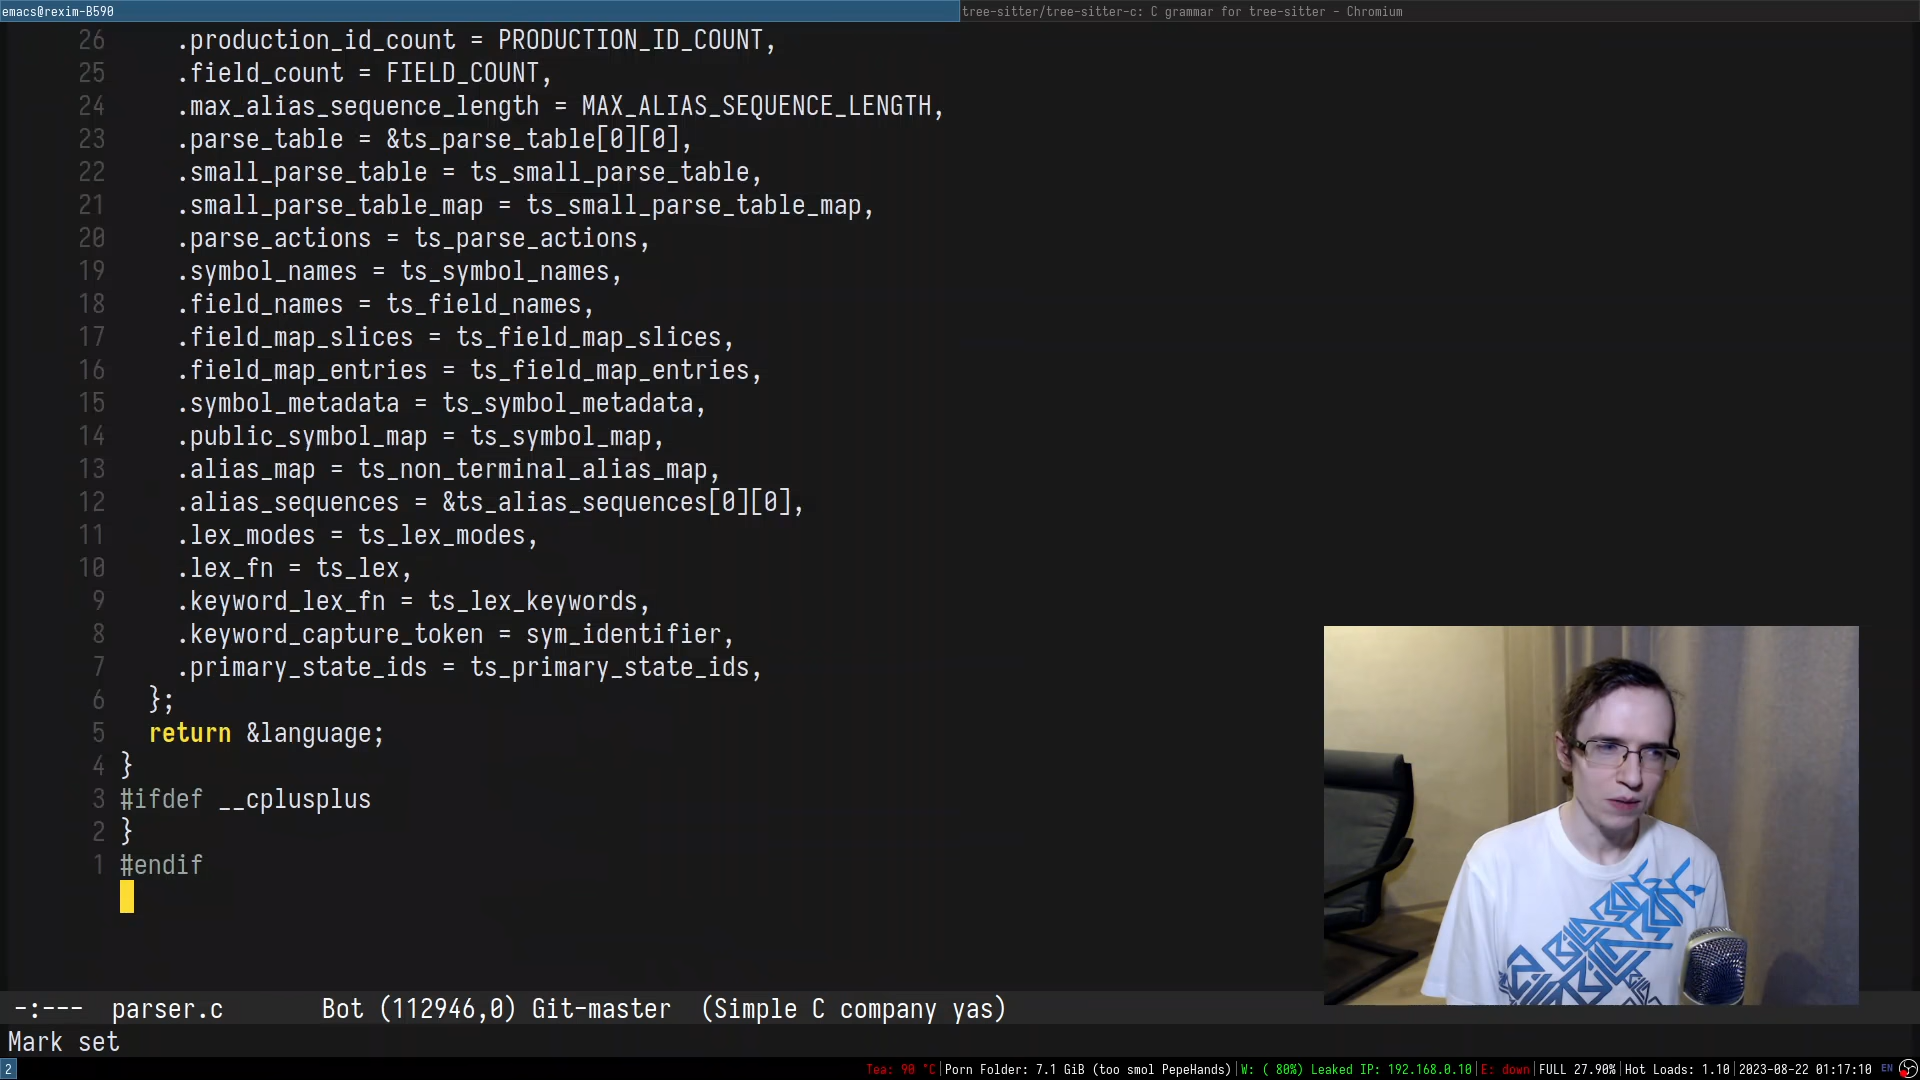 emacs@rexim-B590
tree-sitter/tree-sitter-c: C grammar for tree-sitter - Chromium
26 .production_id_count = PRODUCTION_ID_COUNT,
25 .field_count = FIELD_COUNT,
24 .max_alias_sequence_length = MAX_ALIAS_SEQUENCE_LENGTH,
23 .parse_table = &ts_parse_table[0][0],
22 .small_parse_table = ts_small_parse_table,
21 .small_parse_table_map = ts_small_parse_table_map,
20 .parse_actions = ts_parse_actions,
19 .symbol_names = ts_symbol_names,
18 .field_names = ts_field_names,
17 .field_map_slices = ts_field_map_slices,
16 .field_map_entries = ts_field_map_entries,
15 .symbol_metadata = ts_symbol_metadata,
14 .public_symbol_map = ts_symbol_map,
13 .alias_map = ts_non_terminal_alias_map,
12 .alias_sequences = &ts_alias_sequences[0][0],
11 .lex_modes = ts_lex_modes,
10 .lex_fn = ts_lex,
9 .keyword_lex_fn = ts_lex_keywords,
8 .keyword_capture_token = sym_identifier,
7 .primary_state_ids = ts_primary_state_ids,
6 };
5 return &language;
4 }
3 #ifdef __cplusplus
2 }
1 #endif
-:--- parser.c Bot (112946,0) Git-master (Simple C company yas)
Mark set
2 Tea: 90 °C|Porn Folder: 7.1 GiB (too smol PepeHands)|W: ( 80%) Leaked IP: 192.168.0.10|E: down|FULL 27.90%|Hot Loads: 1.10|2023-08-22 01:17:10 EN